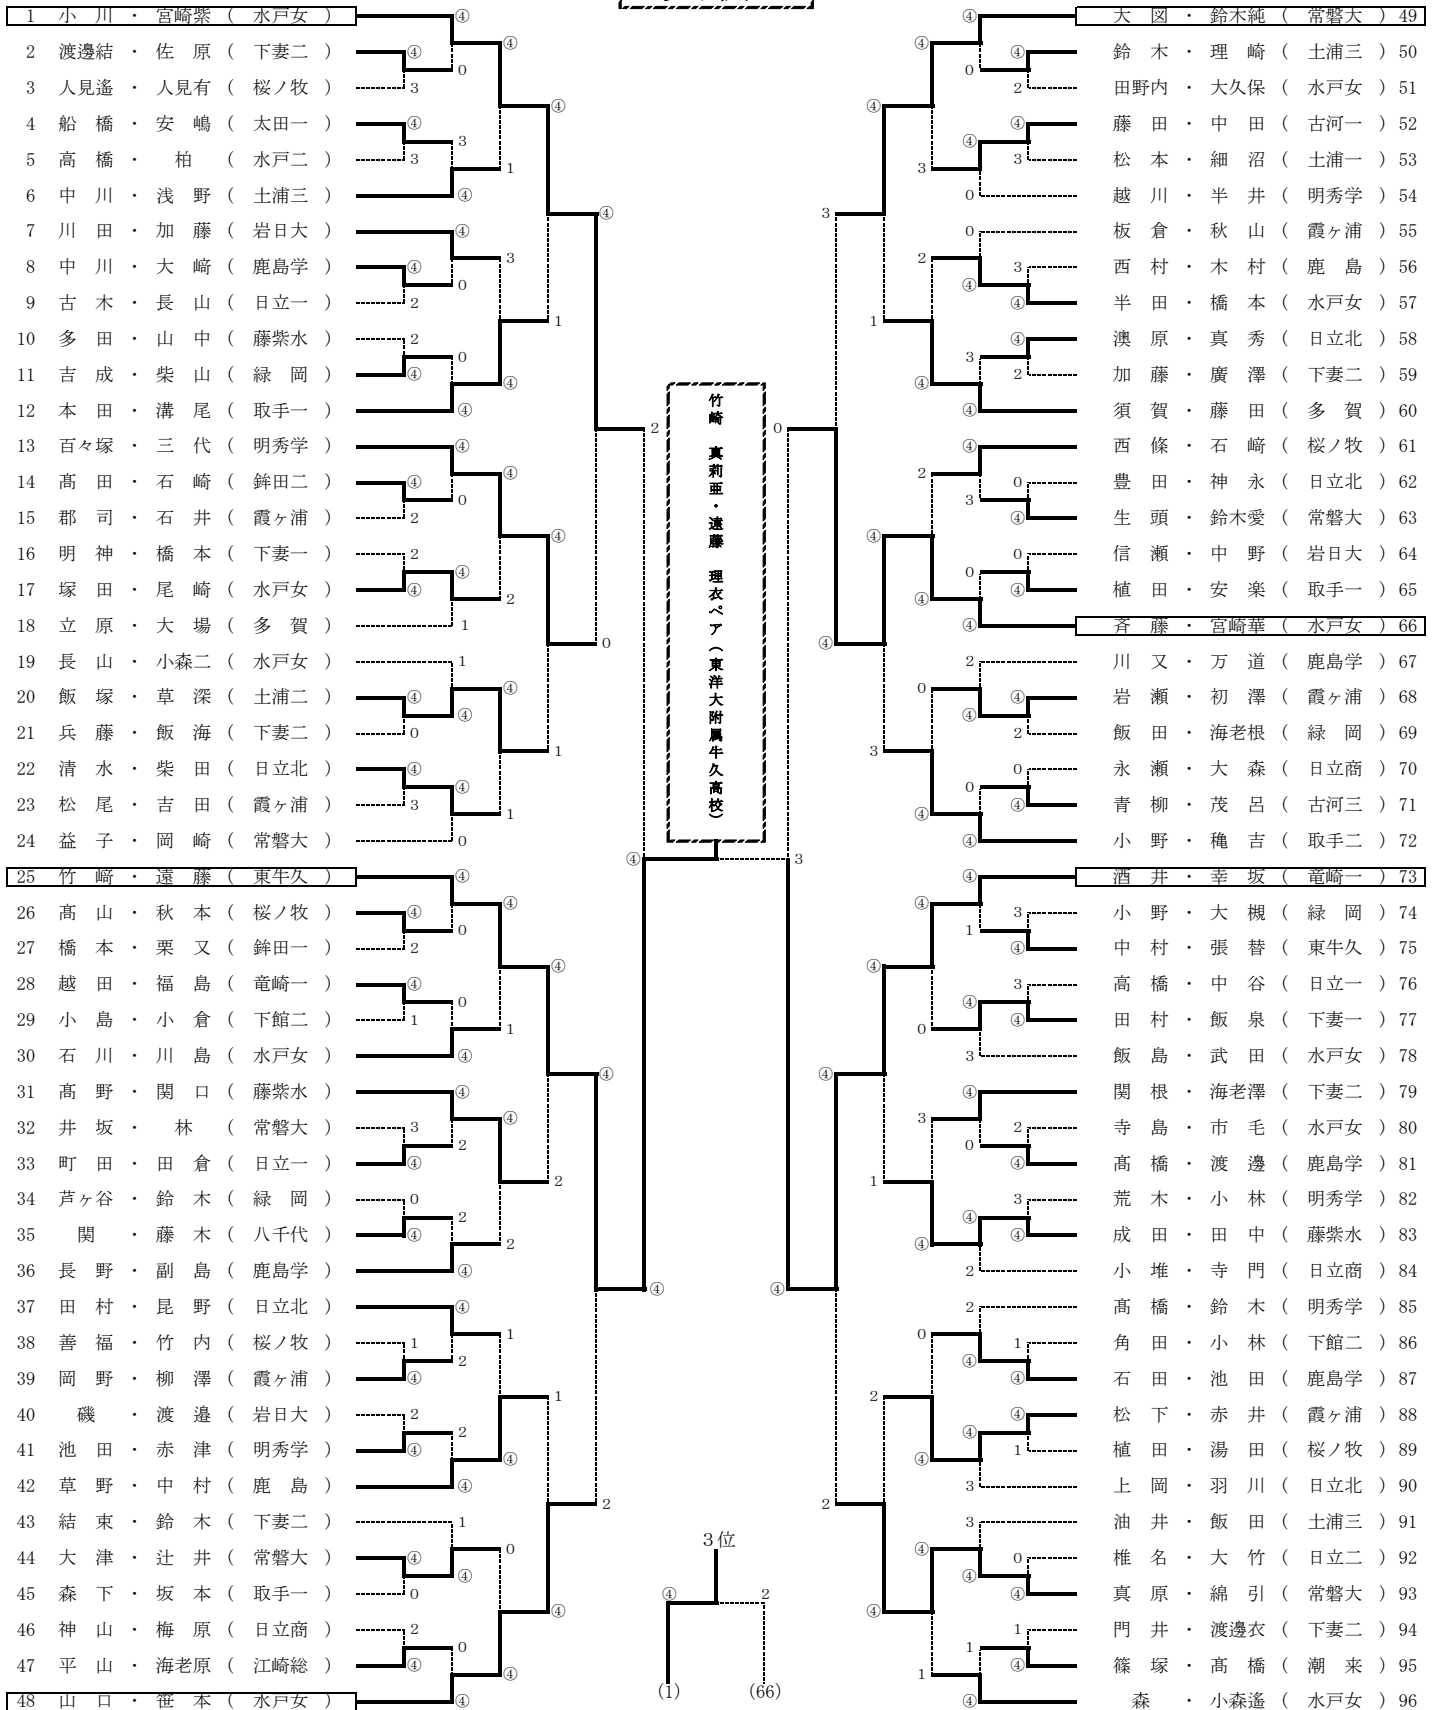 1 小川・宮崎紫（水戸女）
2 渡邊結・佐原（下妻二）
3 人見遙・人見有（桜ノ牧）
4 船橋・安嶋（太田一）
5 高橋・柏（水戸二）
6 中川・浅野（土浦三）
7 川田・加藤（岩日大）
8 中川・大﨑（鹿島学）
9 古木・長山（日立一）
10 多田・山中（藤紫水）
11 吉成・柴山（緑岡）
12 本田・溝尾（取手一）
13 百々塚・三代（明秀学）
14 髙田・石崎（鉾田二）
15 郡司・石井（霞ヶ浦）
16 明神・橋本（下妻一）
17 塚田・尾崎（水戸女）
18 立原・大場（多賀）
19 長山・小森二（水戸女）
20 飯塚・草深（土浦二）
21 兵藤・飯海（下妻二）
22 清水・柴田（日立北）
23 松尾・吉田（霞ヶ浦）
24 益子・岡崎（常磐大）
25 竹﨑・遠藤（東牛久）
26 髙山・秋本（桜ノ牧）
27 橋本・栗又（鉾田一）
28 越田・福島（竜崎一）
29 小島・小倉（下館二）
30 石川・川島（水戸女）
31 髙野・関口（藤紫水）
32 井坂・林（常磐大）
33 町田・田倉（日立一）
34 芦ヶ谷・鈴木（緑岡）
35 関・藤木（八千代）
36 長野・副島（鹿島学）
37 田村・昆野（日立北）
38 善福・竹内（桜ノ牧）
39 岡野・柳澤（霞ヶ浦）
40 磯・渡邉（岩日大）
41 池田・赤津（明秀学）
42 草野・中村（鹿島）
43 結束・鈴木（下妻二）
44 大津・辻井（常磐大）
45 森下・坂本（取手一）
46 神山・梅原（日立商）
47 平山・海老原（江崎総）
48 山口・笹本（水戸女）
竹崎 真莉亜・遠藤 理衣ペア（東洋大附属牛久高校）
3位
④ 2
(1) (66)
大図・鈴木純（常磐大）49
鈴木・理崎（土浦三）50
田野内・大久保（水戸女）51
藤田・中田（古河一）52
松本・細沼（土浦一）53
越川・半井（明秀学）54
板倉・秋山（霞ヶ浦）55
西村・木村（鹿島）56
半田・橋本（水戸女）57
澳原・真秀（日立北）58
加藤・廣澤（下妻二）59
須賀・藤田（多賀）60
西條・石﨑（桜ノ牧）61
豊田・神永（日立北）62
生頭・鈴木愛（常磐大）63
信瀬・中野（岩日大）64
植田・安楽（取手一）65
斉藤・宮崎華（水戸女）66
川又・万道（鹿島学）67
岩瀬・初澤（霞ヶ浦）68
飯田・海老根（緑岡）69
永瀬・大森（日立商）70
青柳・茂呂（古河三）71
小野・穐吉（取手二）72
酒井・幸坂（竜崎一）73
小野・大槻（緑岡）74
中村・張替（東牛久）75
高橋・中谷（日立一）76
田村・飯泉（下妻一）77
飯島・武田（水戸女）78
関根・海老澤（下妻二）79
寺島・市毛（水戸女）80
髙橋・渡邊（鹿島学）81
荒木・小林（明秀学）82
成田・田中（藤紫水）83
小堆・寺門（日立商）84
髙橋・鈴木（明秀学）85
角田・小林（下館二）86
石田・池田（鹿島学）87
松下・赤井（霞ヶ浦）88
植田・湯田（桜ノ牧）89
上岡・羽川（日立北）90
油井・飯田（土浦三）91
椎名・大竹（日立二）92
真原・綿引（常磐大）93
門井・渡邊衣（下妻二）94
篠塚・髙橋（潮来）95
森・小森遥（水戸女）96